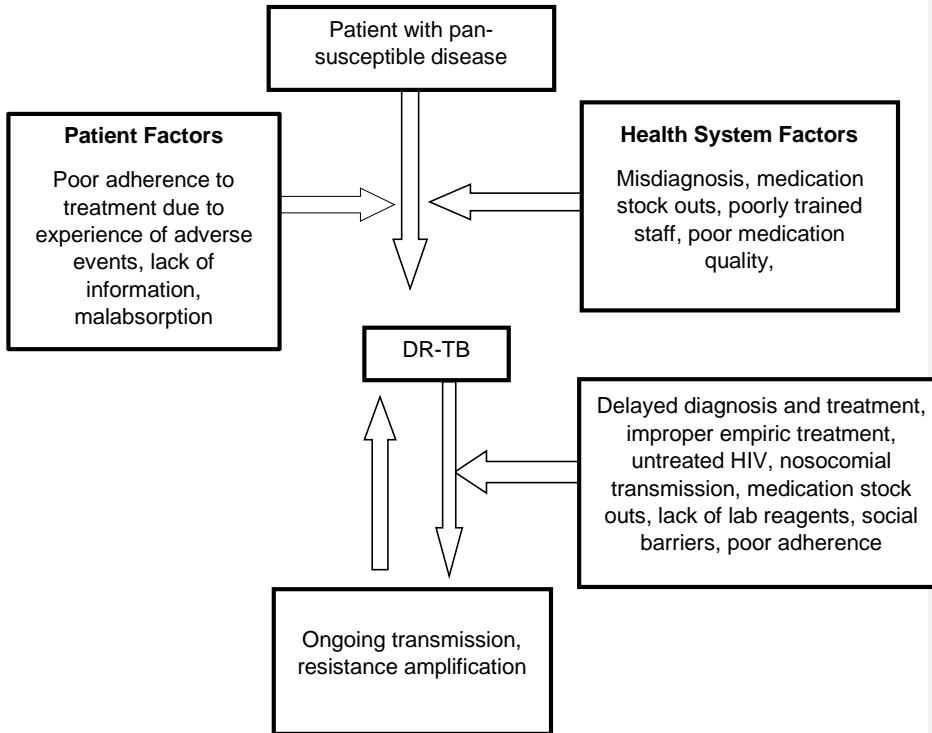 Patient with pan-
susceptible disease
Patient Factors
Poor adherence to
treatment due to
experience of adverse
events, lack of
information,
malabsorption
Health System Factors
Misdiagnosis, medication
stock outs, poorly trained
staff, poor medication
quality,
DR-TB
Delayed diagnosis and treatment,
improper empiric treatment,
untreated HIV, nosocomial
transmission, medication stock
outs, lack of lab reagents, social
barriers, poor adherence
Ongoing transmission,
resistance amplification